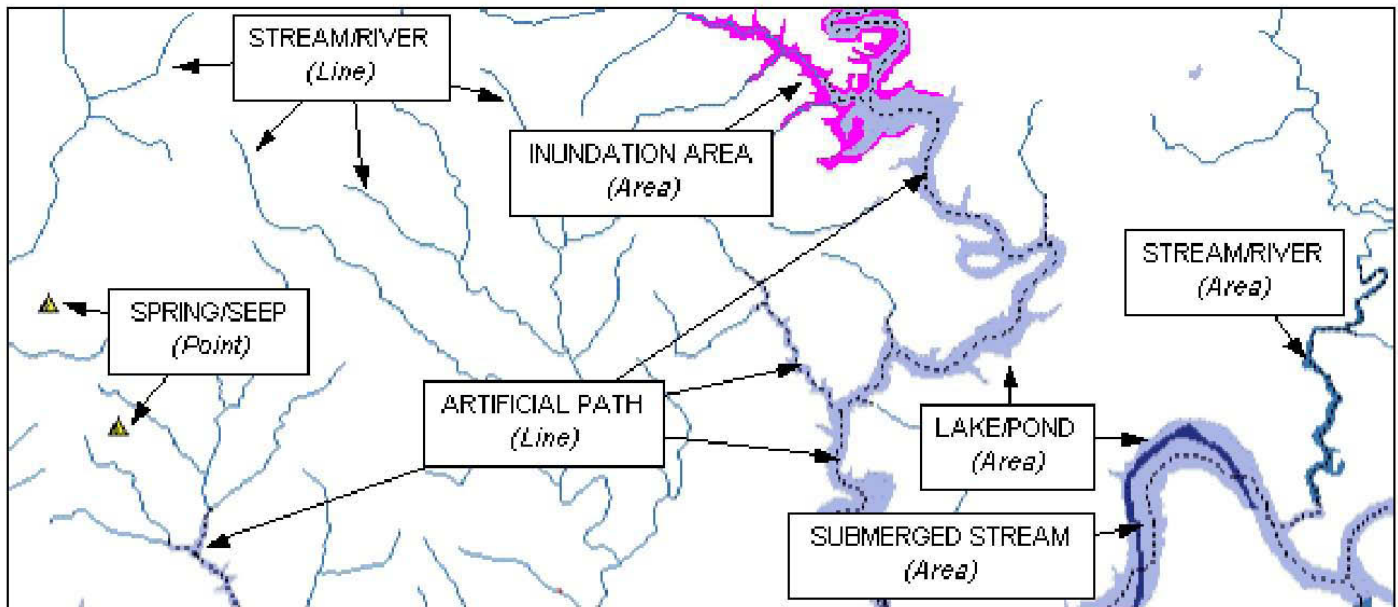 STREAM/RIVER
(Line)
INUNDATION AREA
(Area)
STREAM/RIVER
(Area)
SPRING/SEEP
(Point)
ARTIFICIAL PATH
(Line)
LAKE/POND
(Area)
SUBMERGED STREAM
(Area)